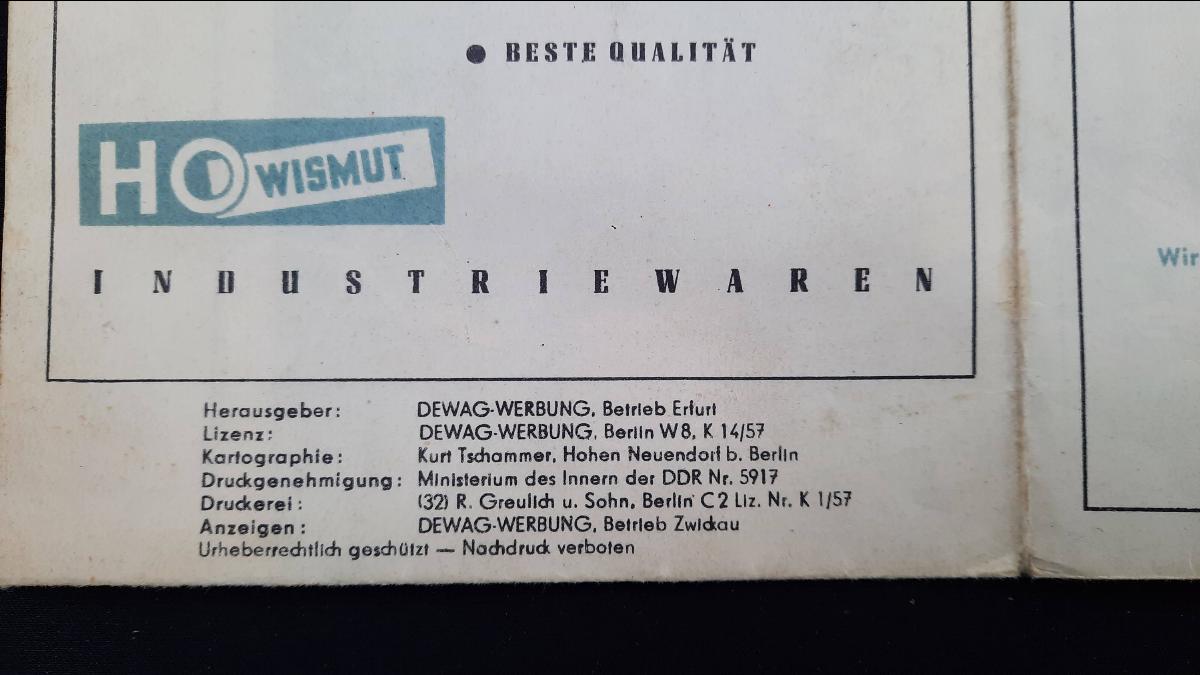 ● BESTE QUALITÄT
HO WISMUT
INDUSTRIEWAREN
Wir
Herausgeber: DEWAG-WERBUNG, Betrieb Erfurt
Lizenz: DEWAG-WERBUNG, Berlin W 8, K 14/57
Kartographie: Kurt Tschammer, Hohen Neuendorf b. Berlin
Druckgenehmigung: Ministerium des Innern der DDR Nr. 5917
Druckerei: (32) R. Greulich u. Sohn, Berlin C 2 Liz. Nr. K 1/57
Anzeigen: DEWAG-WERBUNG, Betrieb Zwickau
Urheberrechtlich geschützt — Nachdruck verboten